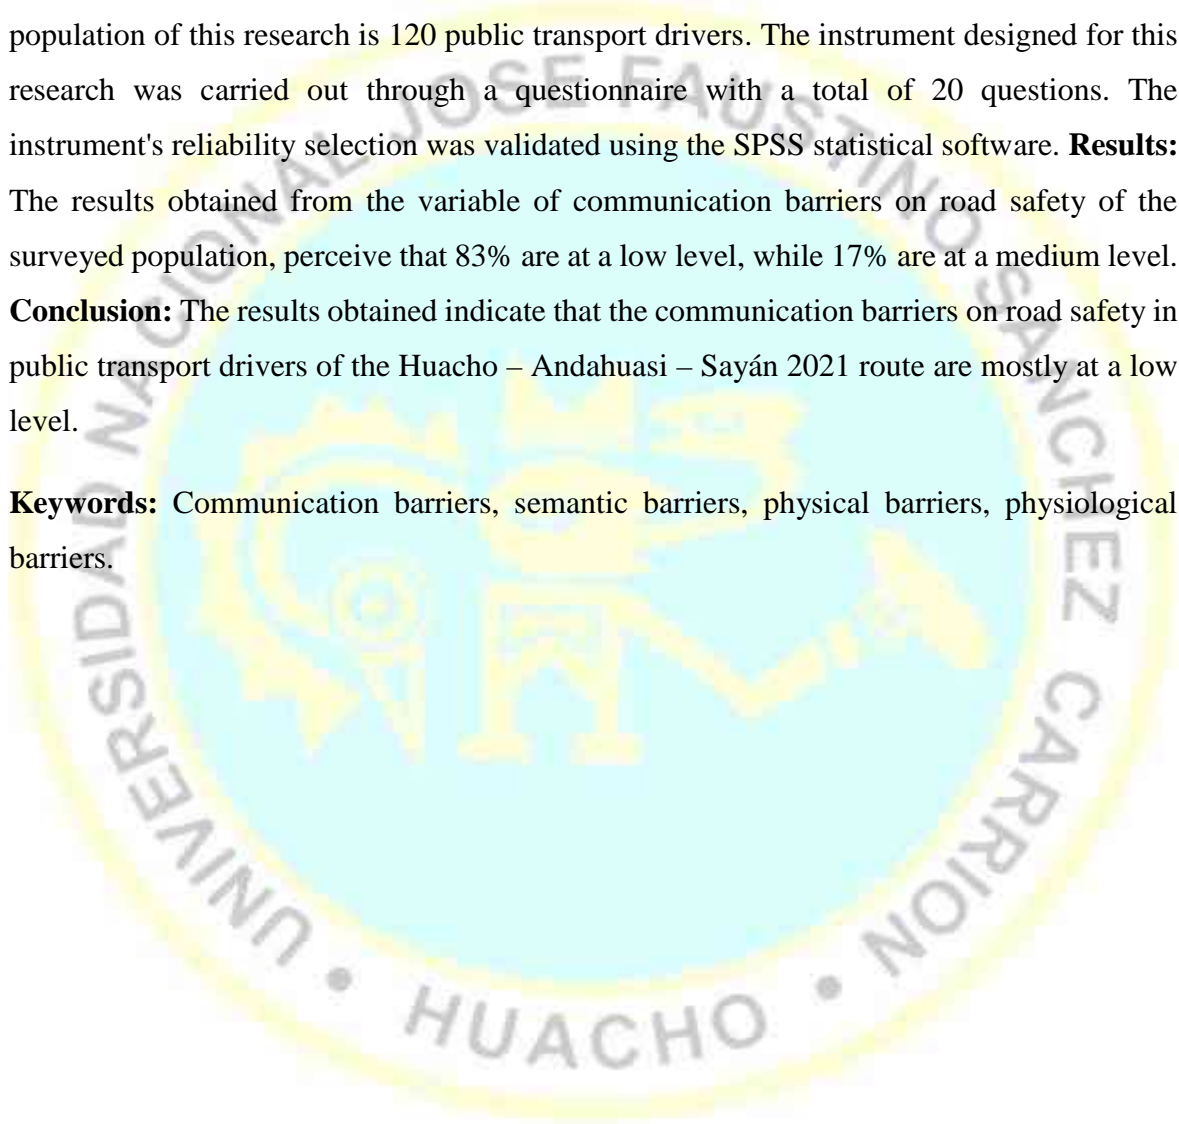 population of this research is 120 public transport drivers. The instrument designed for this
research was carried out through a questionnaire with a total of 20 questions. The
instrument's reliability selection was validated using the SPSS statistical software. Results:
The results obtained from the variable of communication barriers on road safety of the
surveyed population, perceive that 83% are at a low level, while 17% are at a medium level.
Conclusion: The results obtained indicate that the communication barriers on road safety in
public transport drivers of the Huacho – Andahuasi – Sayán 2021 route are mostly at a low
level.
Keywords: Communication barriers, semantic barriers, physical barriers, physiological
barriers.
UNIVERSIDAD NACIONAL JOSE FAUSTINO SANCHEZ CARRION • HUACHO •